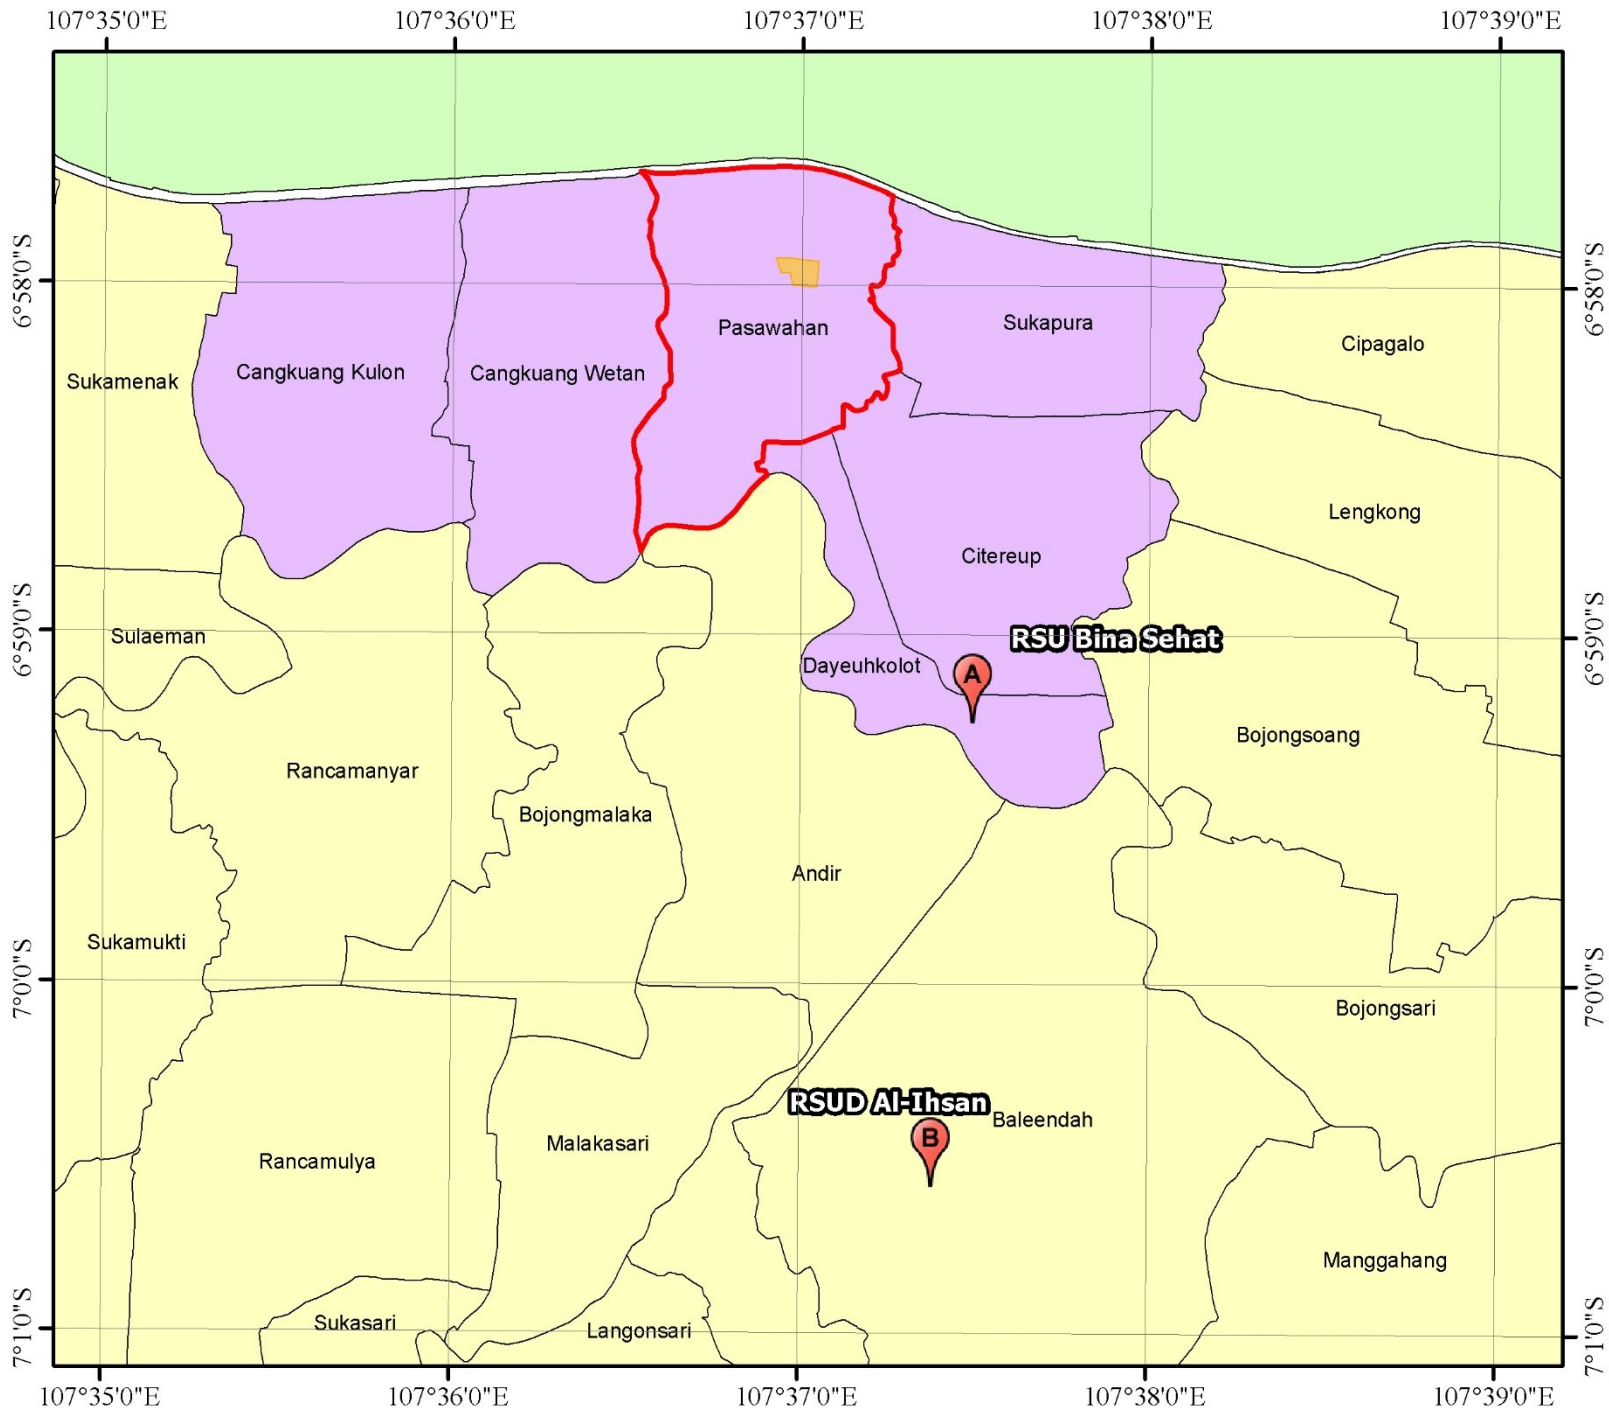 107°35'0"E
107°36'0"E
107°37'0"E
107°38'0"E
107°39'0"E
6°58'0"S
6°58'0"S
Sukapura
Pasawahan
Cipagalo
Cangkuang Kulon
Cangkuang Wetan
Sukamenak
Lengkong
Citereup
6°59'0"S
6°59'0"S
Sulaeman
RSU Bina Sehat
Dayeuhkolot
A
Bojongsoang
Rancamanyar
Bojongmalaka
Andir
Sukamukti
7°0'0"S
7°0'0"S
Bojongsari
RSUD Al-Ihsan
Baleendah
B
Malakasari
Rancamulya
Manggahang
Sukasari
Langonsari
7°1'0"S
7°1'0"S
107°35'0"E
107°36'0"E
107°37'0"E
107°38'0"E
107°39'0"E